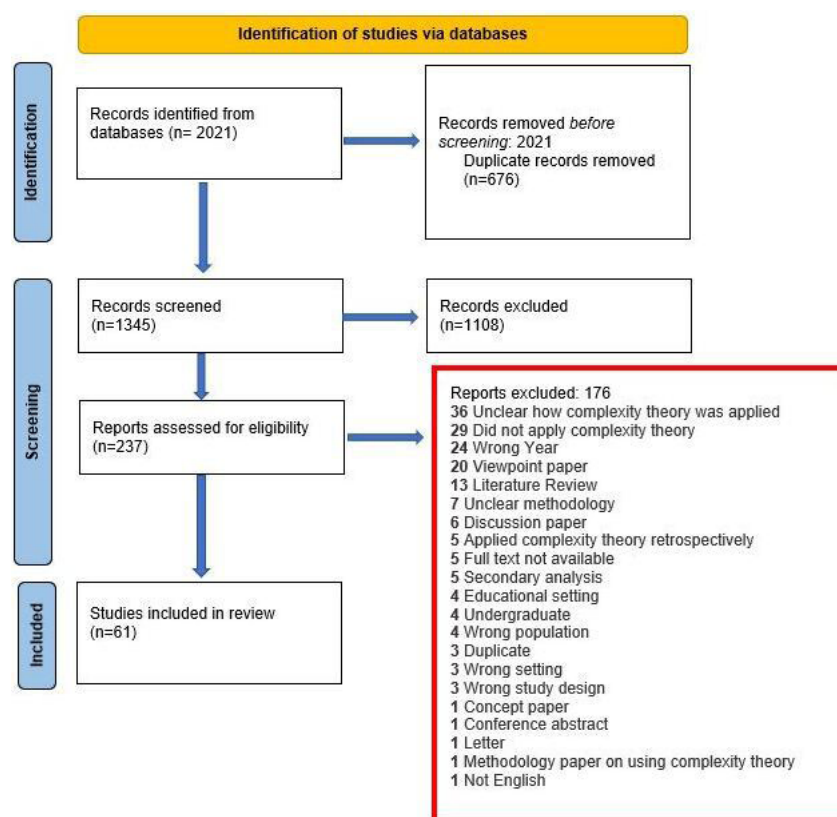 Identification of studies via databases
Identification
Records identified from
databases (n= 2021)
Records removed before
screening: 2021
Duplicate records removed
(n=676)
Screening
Records screened
(n=1345)
Records excluded
(n=1108)
Reports assessed for eligibility
(n=237)
Reports excluded: 176
36 Unclear how complexity theory was applied
29 Did not apply complexity theory
24 Wrong Year
20 Viewpoint paper
13 Literature Review
7 Unclear methodology
6 Discussion paper
5 Applied complexity theory retrospectively
5 Full text not available
5 Secondary analysis
4 Educational setting
4 Undergraduate
4 Wrong population
3 Duplicate
3 Wrong setting
3 Wrong study design
1 Concept paper
1 Conference abstract
1 Letter
1 Methodology paper on using complexity theory
1 Not English
Included
Studies included in review
(n=61)